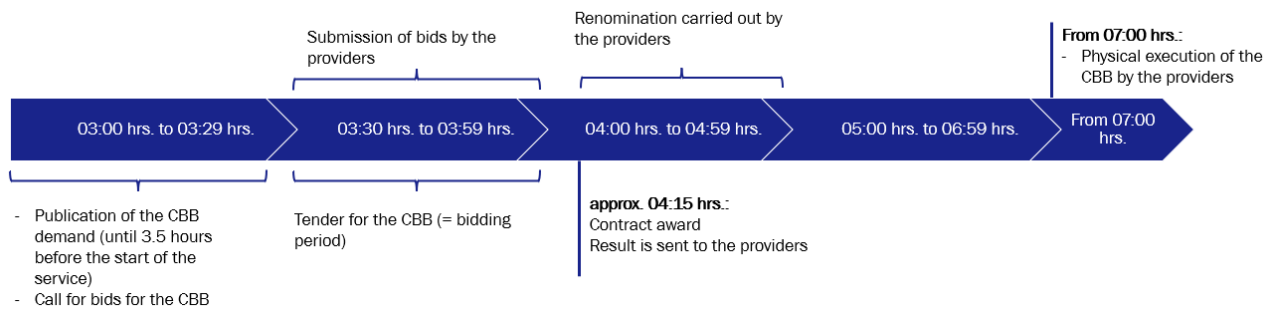 Submission of bids by the
providers
Renomination carried out by
the providers
From 07:00 hrs.:
- Physical execution of the
CBB by the providers
03:00 hrs. to 03:29 hrs.
03:30 hrs. to 03:59 hrs.
04:00 hrs. to 04:59 hrs.
05:00 hrs. to 06:59 hrs.
From 07:00
hrs.
- Publication of the CBB
demand (until 3.5 hours
before the start of the
service)
- Call for bids for the CBB
Tender for the CBB (= bidding
period)
approx. 04:15 hrs.:
Contract award
Result is sent to the providers